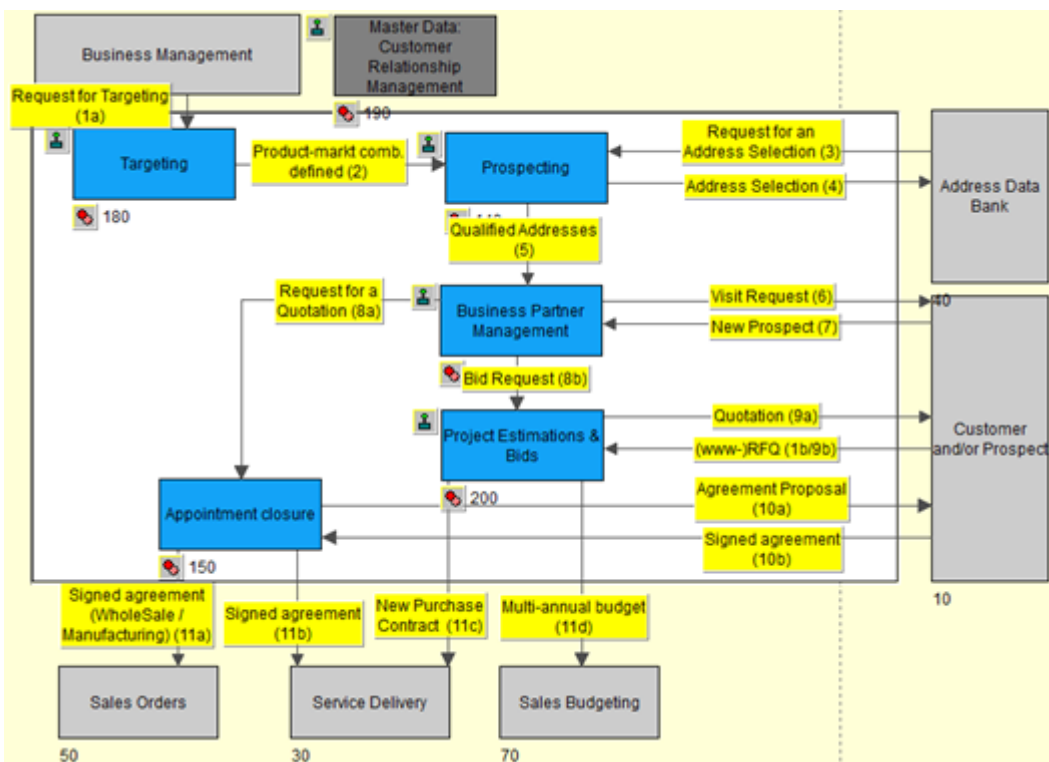 Business Management
Master Data:
Customer
Relationship
Management
Request for Targeting
(1a)
190
Targeting
Product-markt comb.
defined (2)
Prospecting
Request for an
Address Selection (3)
Address Selection (4)
Address Data
Bank
180
Qualified Addresses
(5)
Request for a
Quotation (8a)
Business Partner
Management
Visit Request (6)
New Prospect (7)
40
Bid Request (8b)
Project Estimations &
Bids
Quotation (9a)
(www-)RFQ (1b/9b)
Customer
and/or Prospect
200
Appointment closure
Agreement Proposal
(10a)
Signed agreement
(10b)
150
10
Signed agreement
(WholeSale /
Manufacturing) (11a)
Signed agreement
(11b)
New Purchase
Contract (11c)
Multi-annual budget
(11d)
Sales Orders
Service Delivery
Sales Budgeting
50
30
70